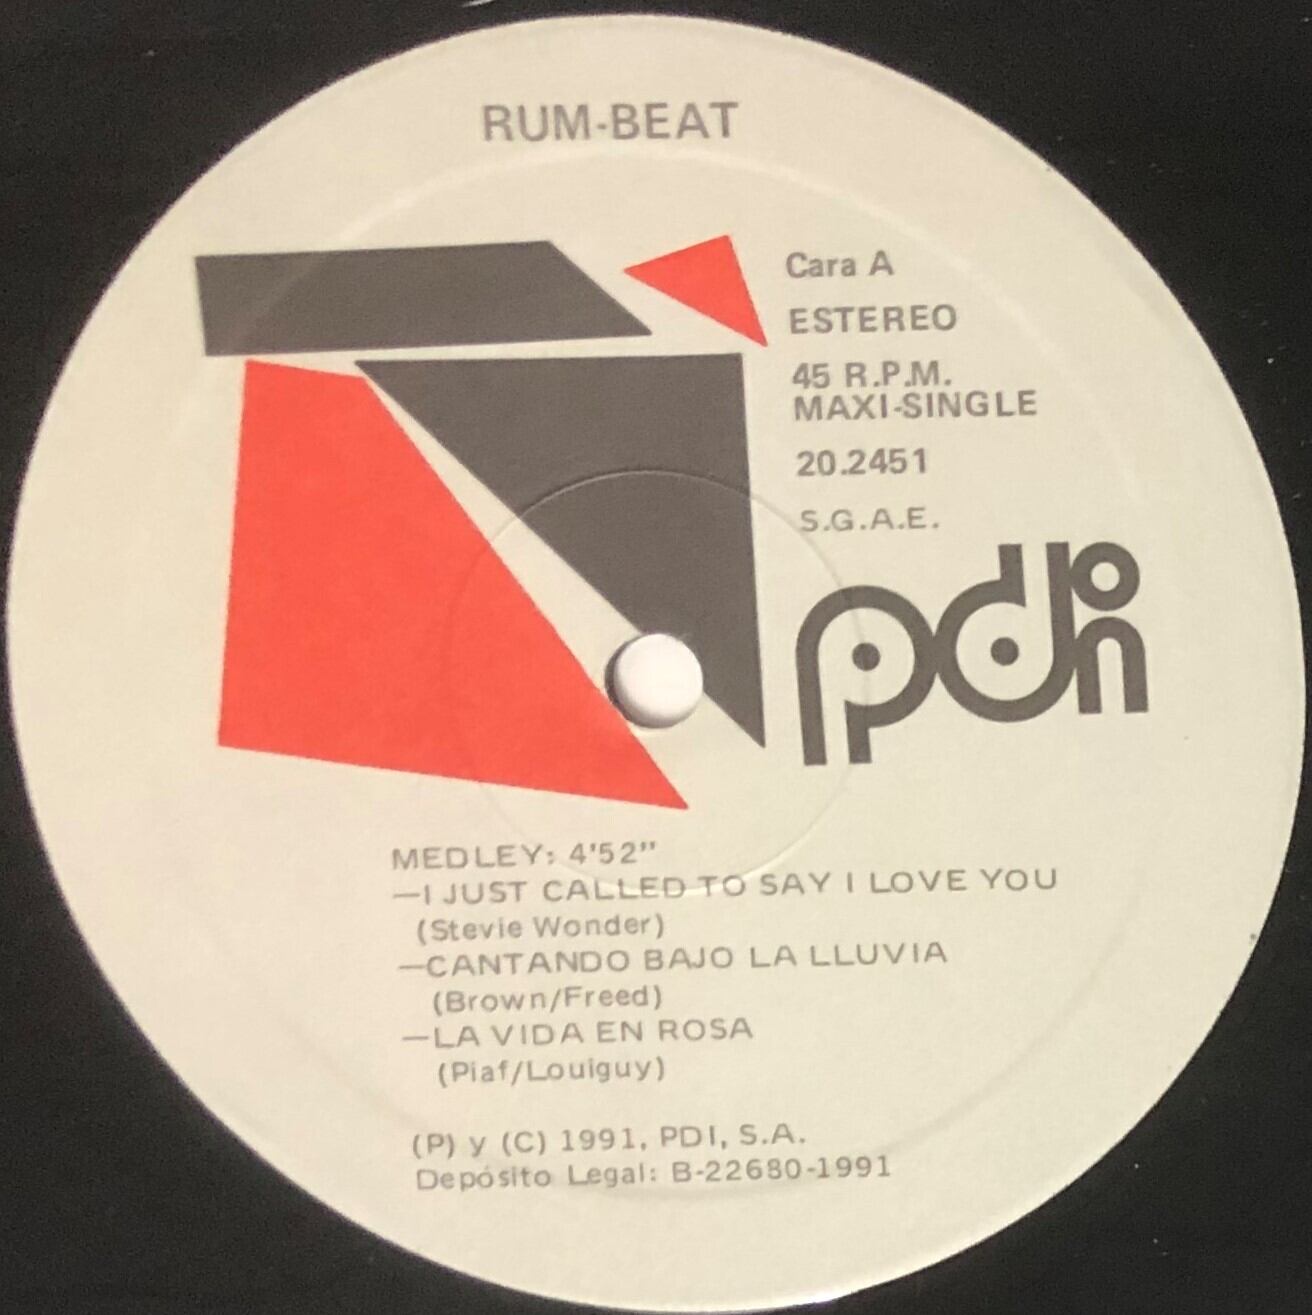 RUM-BEAT
Cara A
ESTEREO
45 R.P.M.
MAXI-SINGLE
20.2451
S.G.A.E.
pdi
MEDLEY: 4'52"
—I JUST CALLED TO SAY I LOVE YOU
(Stevie Wonder)
—CANTANDO BAJO LA LLUVIA
(Brown/Freed)
—LA VIDA EN ROSA
(Piaf/Louiguy)
(P) y (C) 1991, PDI, S.A.
Depósito Legal: B-22680-1991